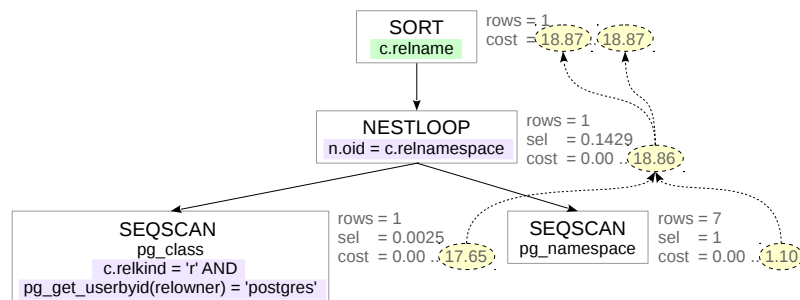 SORT
c.relname
rows = 1
cost = 18.87 .. 18.87
NESTLOOP
n.oid = c.relnamespace
rows = 1
sel = 0.1429
cost = 0.00 .. 18.86
SEQSCAN
pg_class
c.relkind = 'r' AND
pg_get_userbyid(relowner) = 'postgres'
rows = 1
sel = 0.0025
cost = 0.00 .. 17.65
SEQSCAN
pg_namespace
rows = 7
sel = 1
cost = 0.00 .. 1.10